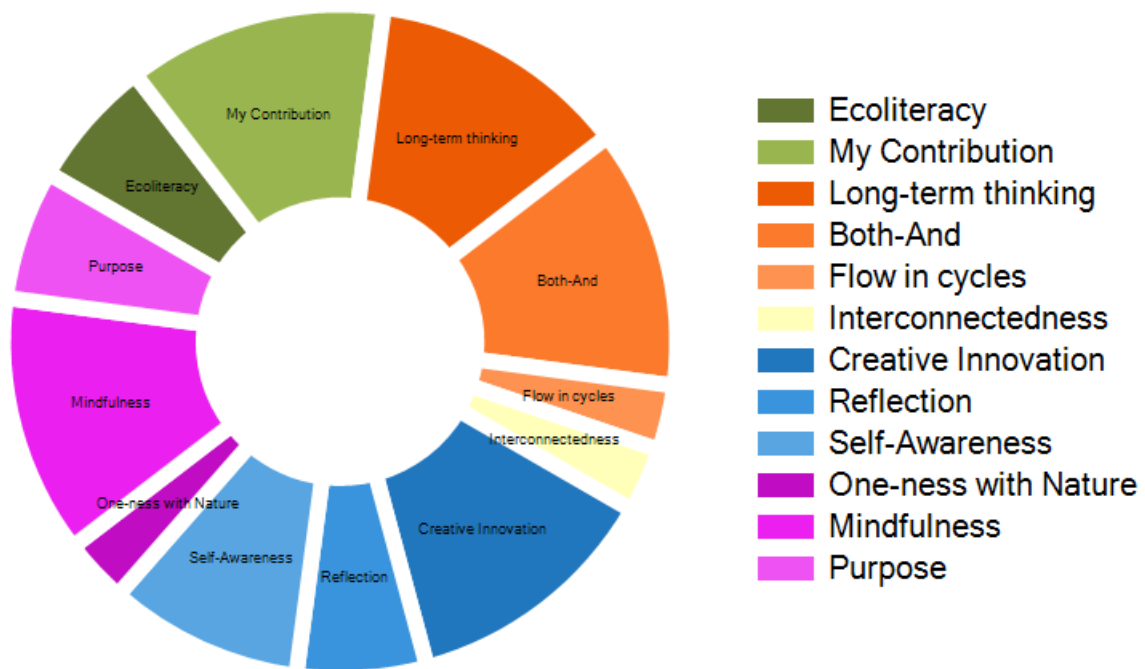 My Contribution
Long-term thinking
Ecoliteracy
Purpose
Both-And
Mindfulness
Flow in cycles
Interconnectedness
One-ness with Nature
Creative Innovation
Self-Awareness
Reflection
Ecoliteracy
My Contribution
Long-term thinking
Both-And
Flow in cycles
Interconnectedness
Creative Innovation
Reflection
Self-Awareness
One-ness with Nature
Mindfulness
Purpose